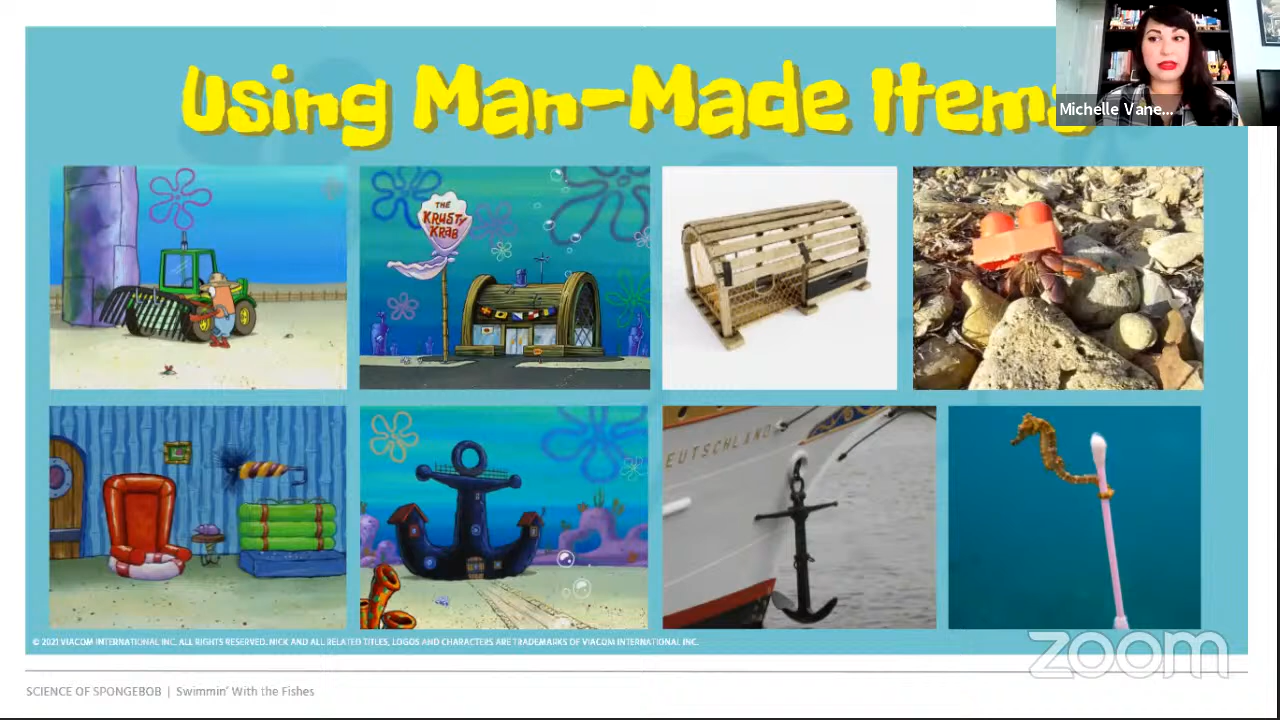 Using Man-Made Items
Michelle Vane...
THE
KRUSTY
KRAB
EUTSCHLAND
© 2021 VIACOM INTERNATIONAL INC. ALL RIGHTS RESERVED. NICK AND ALL RELATED TITLES, LOGOS AND CHARACTERS ARE TRADEMARKS OF VIACOM INTERNATIONAL INC.
zoom
SCIENCE OF SPONGEBOB | Swimmin' With the Fishes